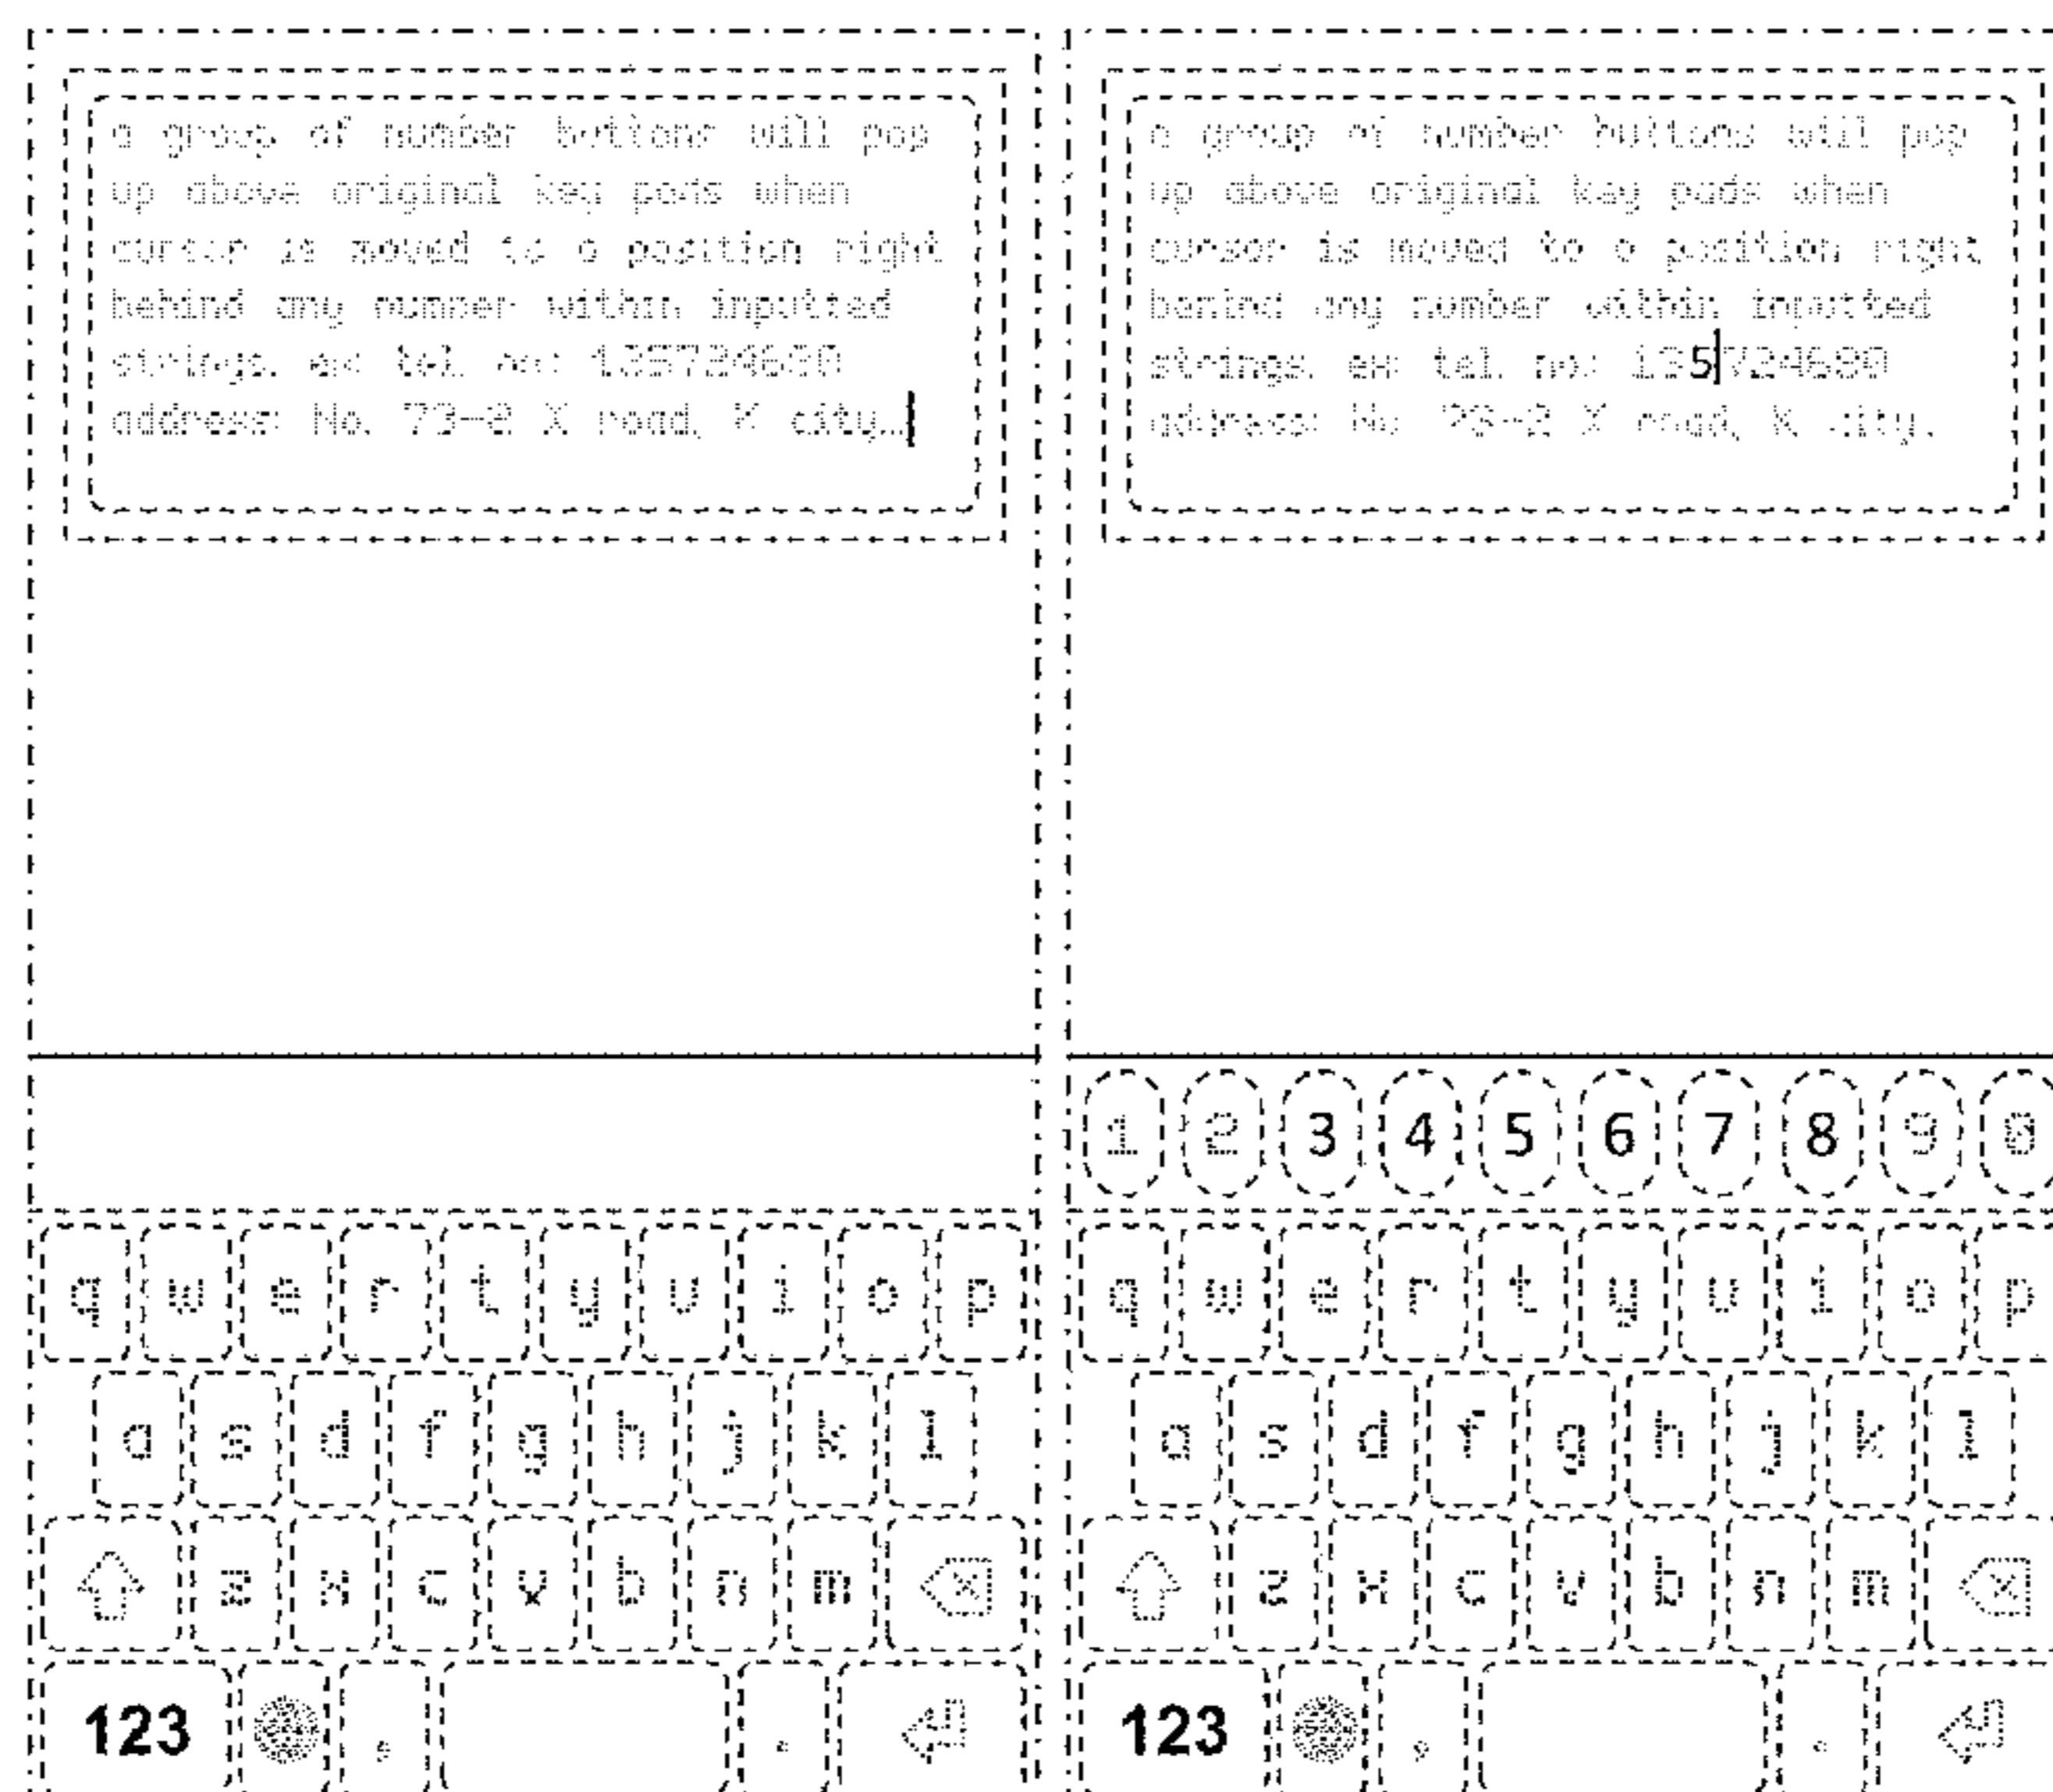 a group of number buttons will pop
up above original key pads when
cursor is moved to a position right
behind any number within inputted
strings. ex: tel. no.: 135724680
address: No. 73-2 X road, K city.
a group of number buttons will pop
up above original key pads when
cursor is moved to a position right
behind any number within inputted
strings. ex: tel. no.: 135724680
address: No. 73-2 X road, K city.
1 2 3 4 5 6 7 8 9 0
q w e r t y u i o p
q w e r t y u i o p
a s d f g h j k l
a s d f g h j k l
z x c v b n m
z x c v b n m
123 , .
123 , .